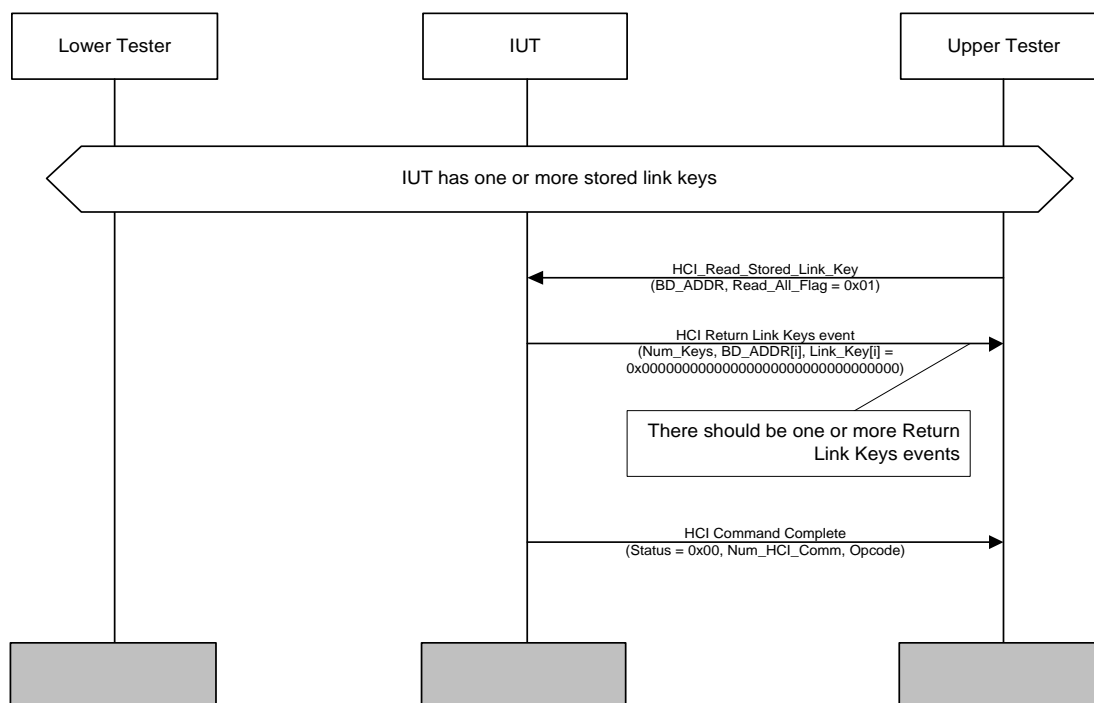 Lower Tester
IUT
Upper Tester
IUT has one or more stored link keys
HCI_Read_Stored_Link_Key
(BD_ADDR, Read_All_Flag = 0x01)
HCI Return Link Keys event
(Num_Keys, BD_ADDR[i], Link_Key[i] =
0x00000000000000000000000000000000)
There should be one or more Return
Link Keys events
HCI Command Complete
(Status = 0x00, Num_HCI_Comm, Opcode)